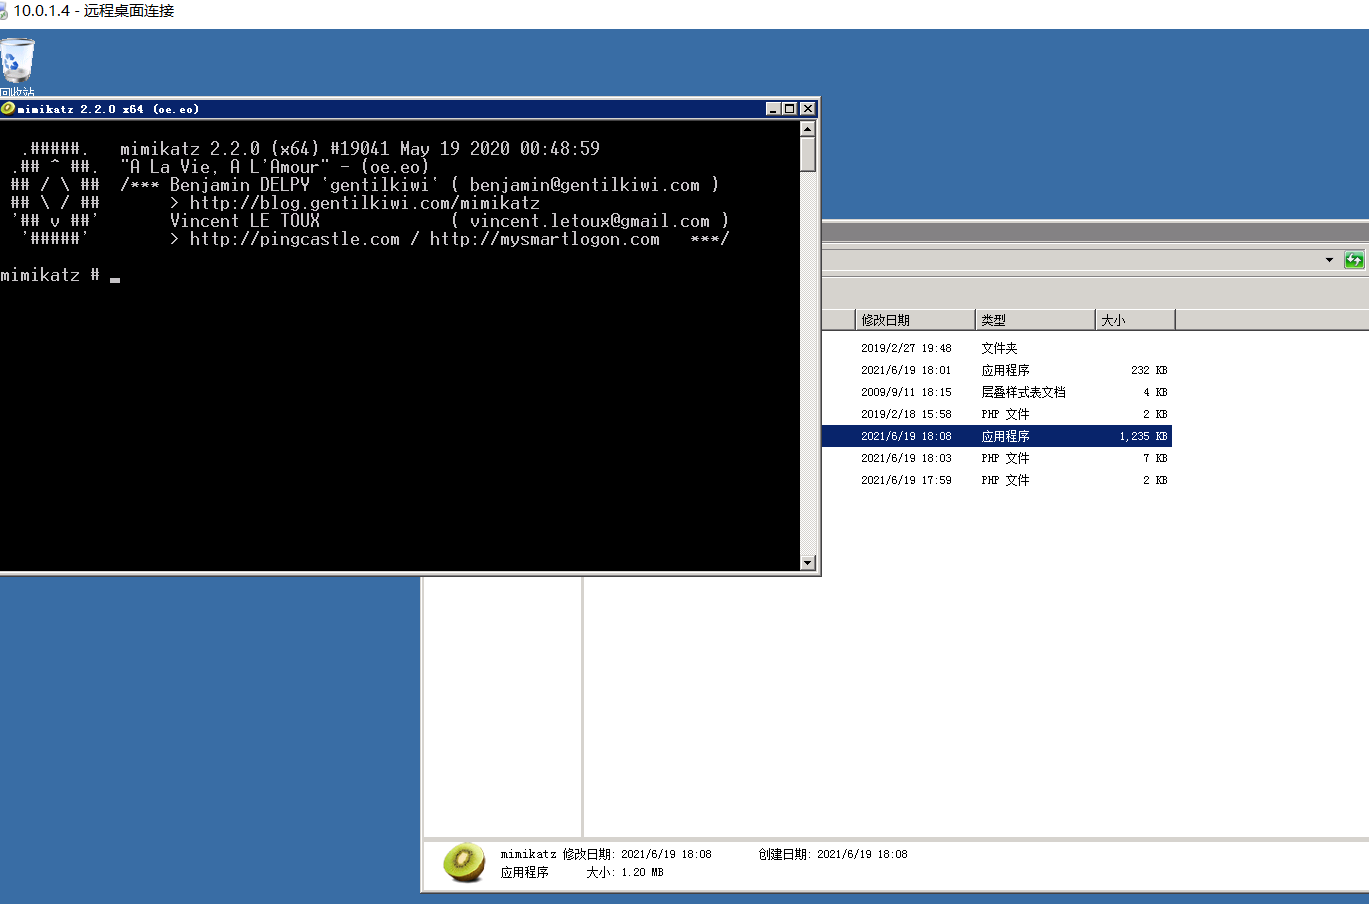 10.0.1.4 - 远程桌面连接
回收站
mimikatz 2.2.0 x64 (oe.eo)
.#####.   mimikatz 2.2.0 (x64) #19041 May 19 2020 00:48:59
.## ^ ##.  "A La Vie, A L'Amour" - (oe.eo)
## / \ ##  /*** Benjamin DELPY `gentilkiwi` ( benjamin@gentilkiwi.com )
## \ / ##       > http://blog.gentilkiwi.com/mimikatz
'## v ##'       Vincent LE TOUX             ( vincent.letoux@gmail.com )
'#####'        > http://pingcastle.com / http://mysmartlogon.com   ***/
mimikatz # _
修改日期 类型 大小
2019/2/27 19:48 文件夹
2021/6/19 18:01 应用程序 232 KB
2009/9/11 18:15 层叠样式表文档 4 KB
2019/2/18 15:58 PHP 文件 2 KB
2021/6/19 18:08 应用程序 1,235 KB
2021/6/19 18:03 PHP 文件 7 KB
2021/6/19 17:59 PHP 文件 2 KB
mimikatz 修改日期: 2021/6/19 18:08 创建日期: 2021/6/19 18:08
应用程序 大小: 1.20 MB